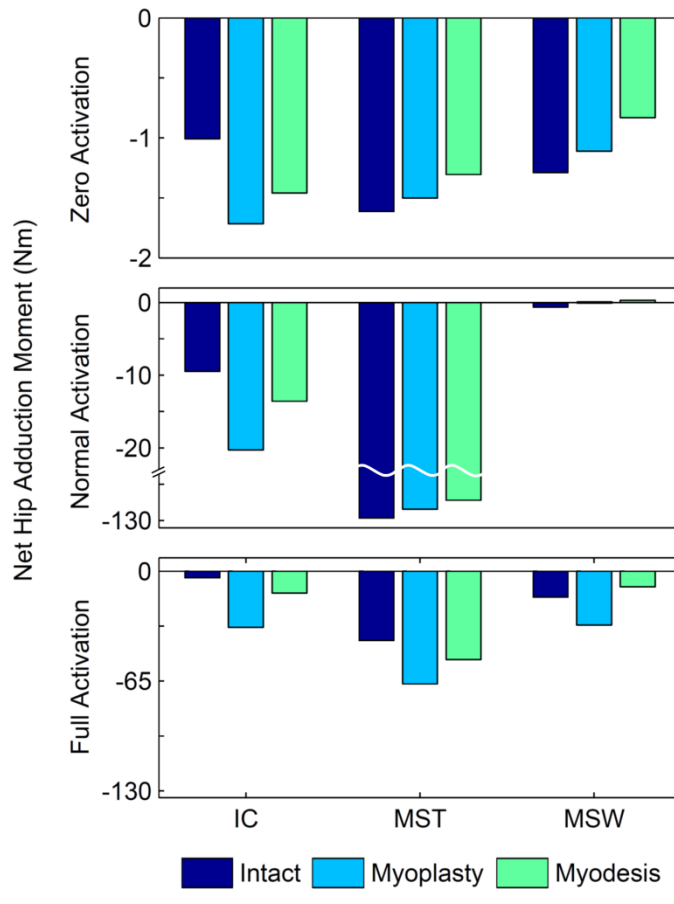 Net Hip Adduction Moment (Nm)
Zero Activation
0
-1
-2
Normal Activation
0
-10
-20
-130
Full Activation
0
-65
-130
IC MST MSW
Intact Myoplasty Myodesis